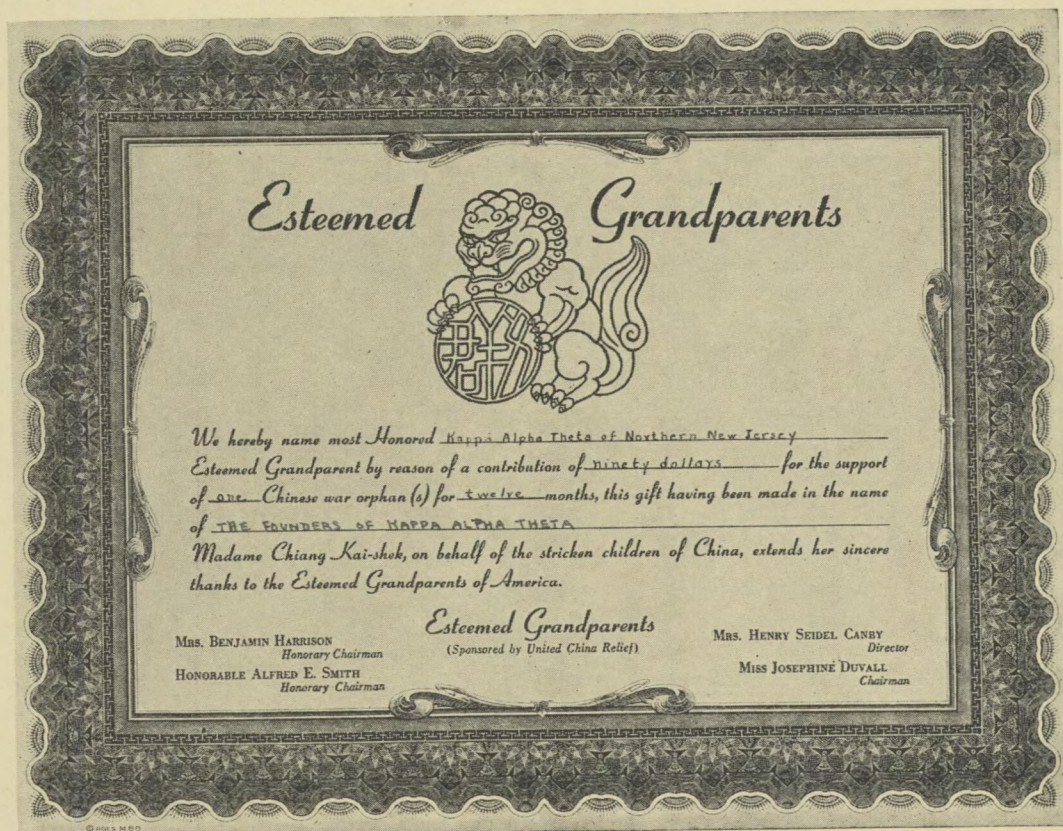 Esteemed Grandparents
We hereby name most Honored Kappa Alpha Theta of Northern New Jersey
Esteemed Grandparent by reason of a contribution of ninety dollars for the support
of one Chinese war orphan (s) for twelve months, this gift having been made in the name
of THE FOUNDERS OF KAPPA ALPHA THETA
Madame Chiang Kai-shek, on behalf of the stricken children of China, extends her sincere
thanks to the Esteemed Grandparents of America.
Esteemed Grandparents
(Sponsored by United China Relief)
MRS. BENJAMIN HARRISON
Honorary Chairman
HONORABLE ALFRED E. SMITH
Honorary Chairman
MRS. HENRY SEIDEL CANBY
Director
MISS JOSEPHINE DUVALL
Chairman